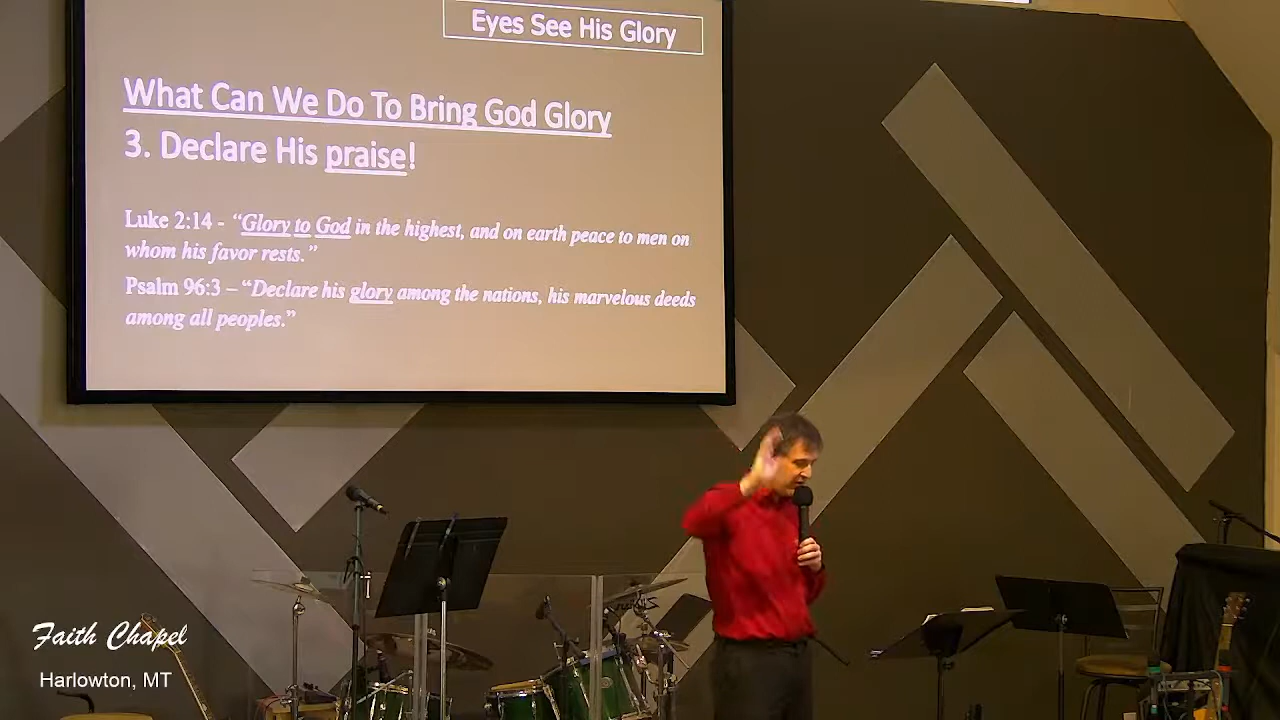 Eyes See His Glory
What Can We Do To Bring God Glory
3. Declare His praise!
Luke 2:14 - “Glory to God in the highest, and on earth peace to men on
whom his favor rests.”
Psalm 96:3 – “Declare his glory among the nations, his marvelous deeds
among all peoples.”
Faith Chapel
Harlowton, MT